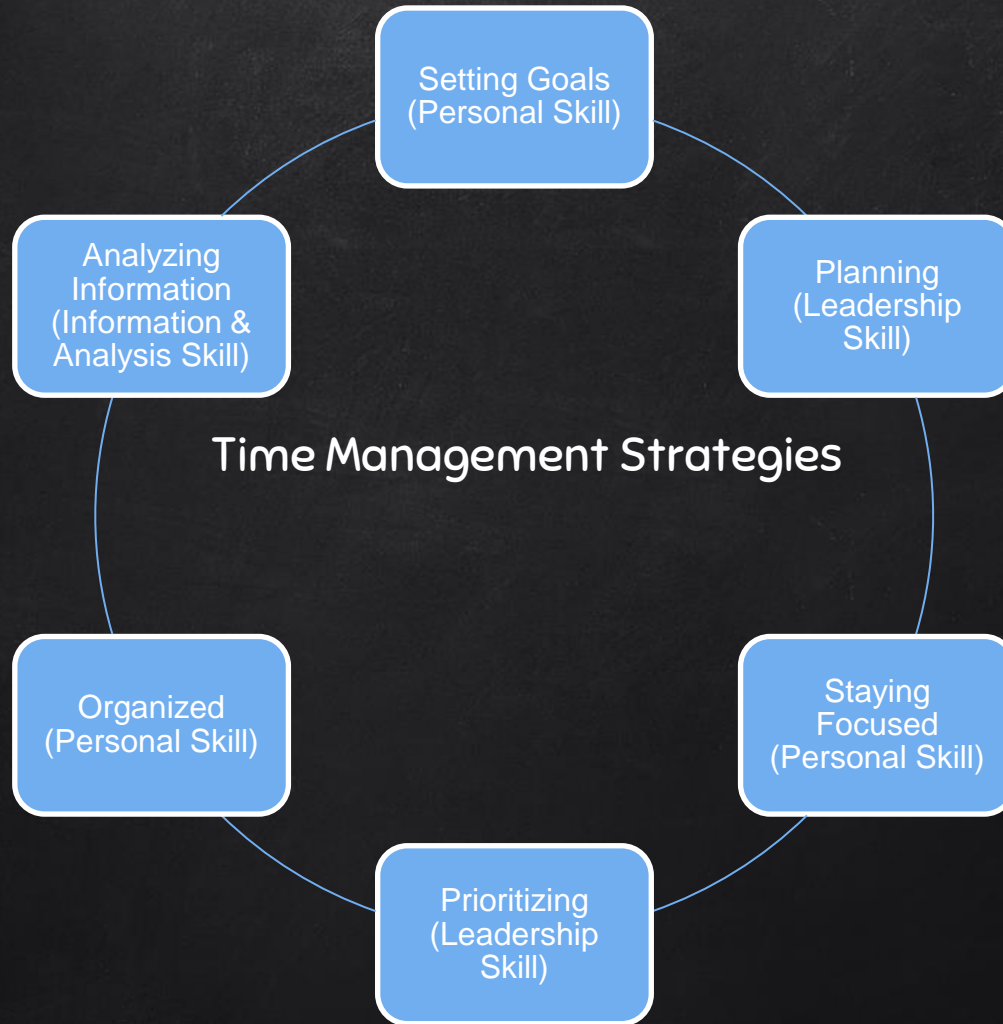 Setting Goals
(Personal Skill)
Planning
(Leadership
Skill)
Staying
Focused
(Personal Skill)
Prioritizing
(Leadership
Skill)
Organized
(Personal Skill)
Analyzing
Information
(Information &
Analysis Skill)
Time Management Strategies